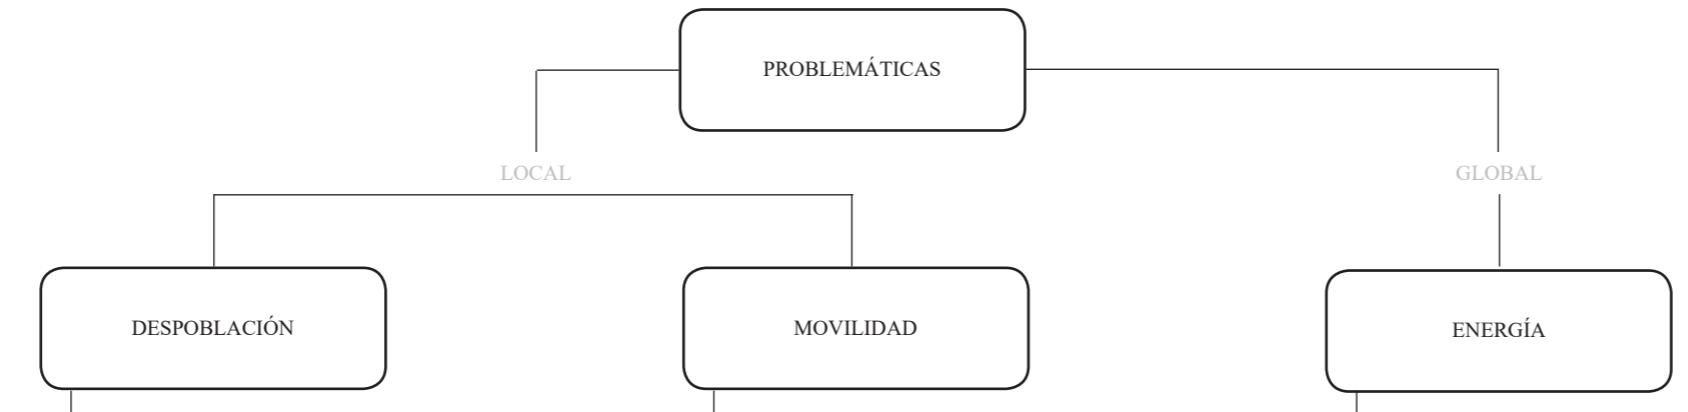 PROBLEMÁTICAS
LOCAL
GLOBAL
DESPOBLACIÓN
MOVILIDAD
ENERGÍA